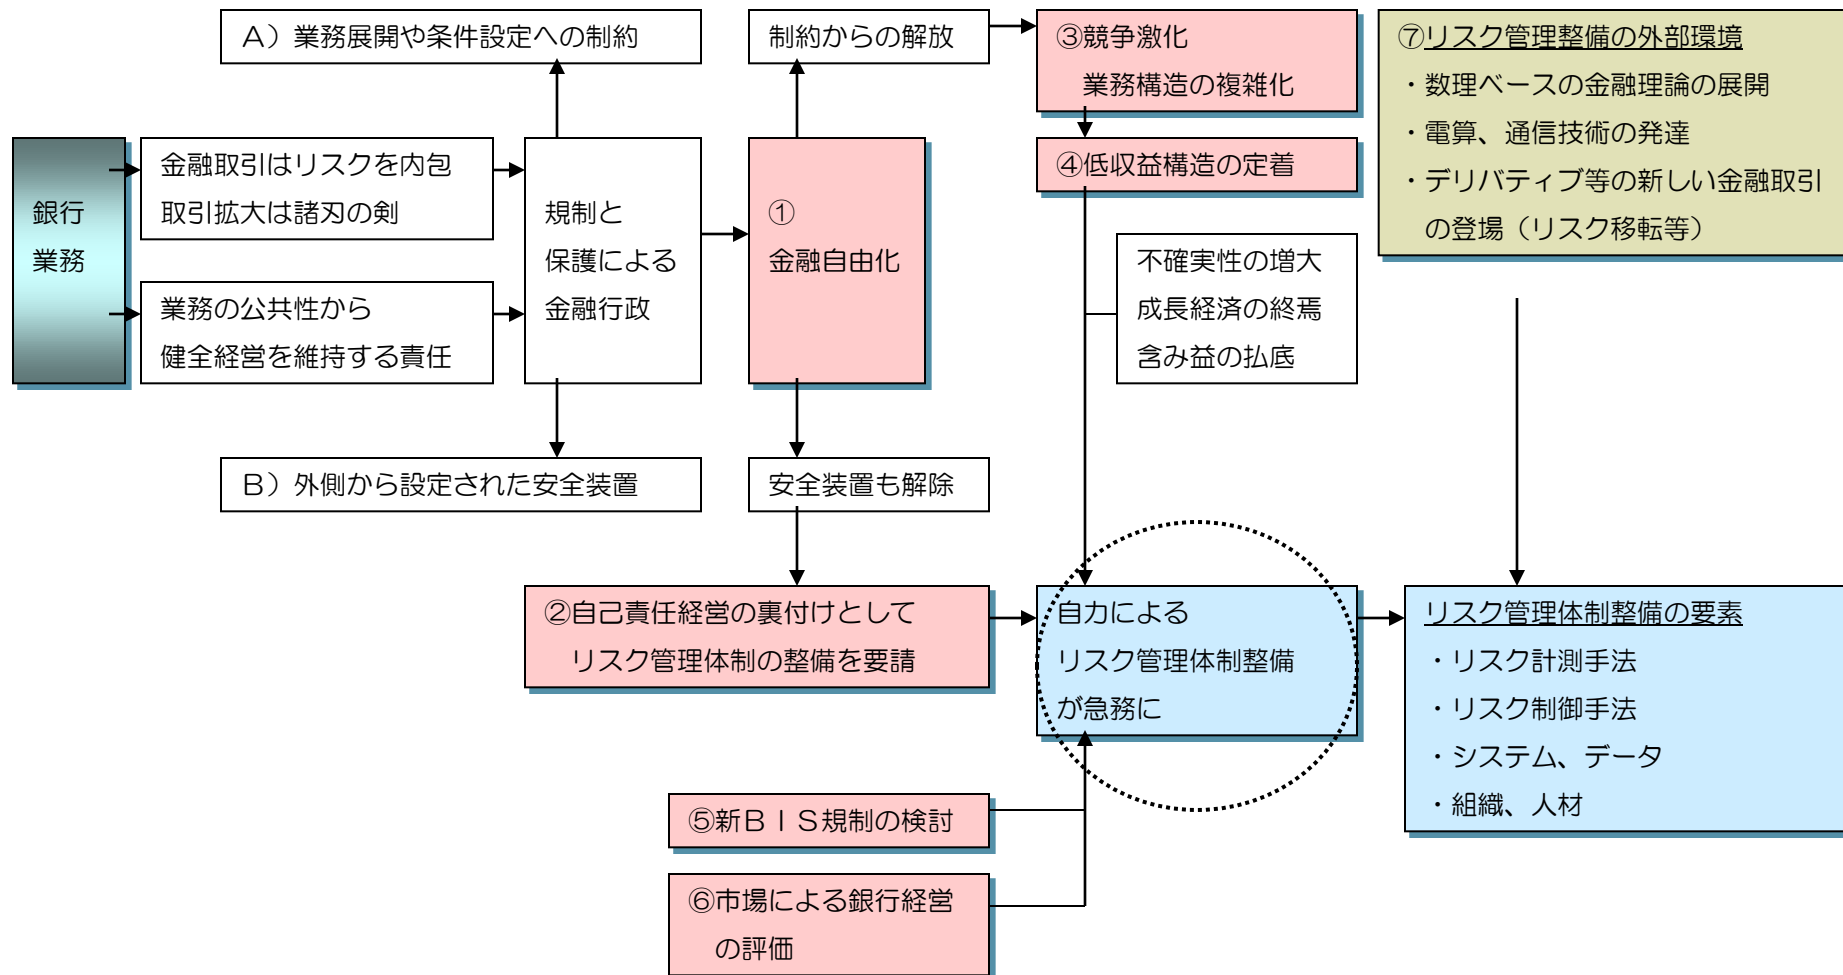 A）業務展開や条件設定への制約
制約からの解放
③競争激化
業務構造の複雑化
④低収益構造の定着
⑦リスク管理整備の外部環境
・数理ベースの金融理論の展開
・電算、通信技術の発達
・デリバティブ等の新しい金融取引
の登場（リスク移転等）
銀行
業務
金融取引はリスクを内包
取引拡大は諸刃の剣
業務の公共性から
健全経営を維持する責任
規制と
保護による
金融行政
①
金融自由化
不確実性の増大
成長経済の終焉
含み益の払底
B）外側から設定された安全装置
安全装置も解除
②自己責任経営の裏付けとして
リスク管理体制の整備を要請
自力による
リスク管理体制整備
が急務に
リスク管理体制整備の要素
・リスク計測手法
・リスク制御手法
・システム、データ
・組織、人材
⑤新BIS規制の検討
⑥市場による銀行経営
の評価